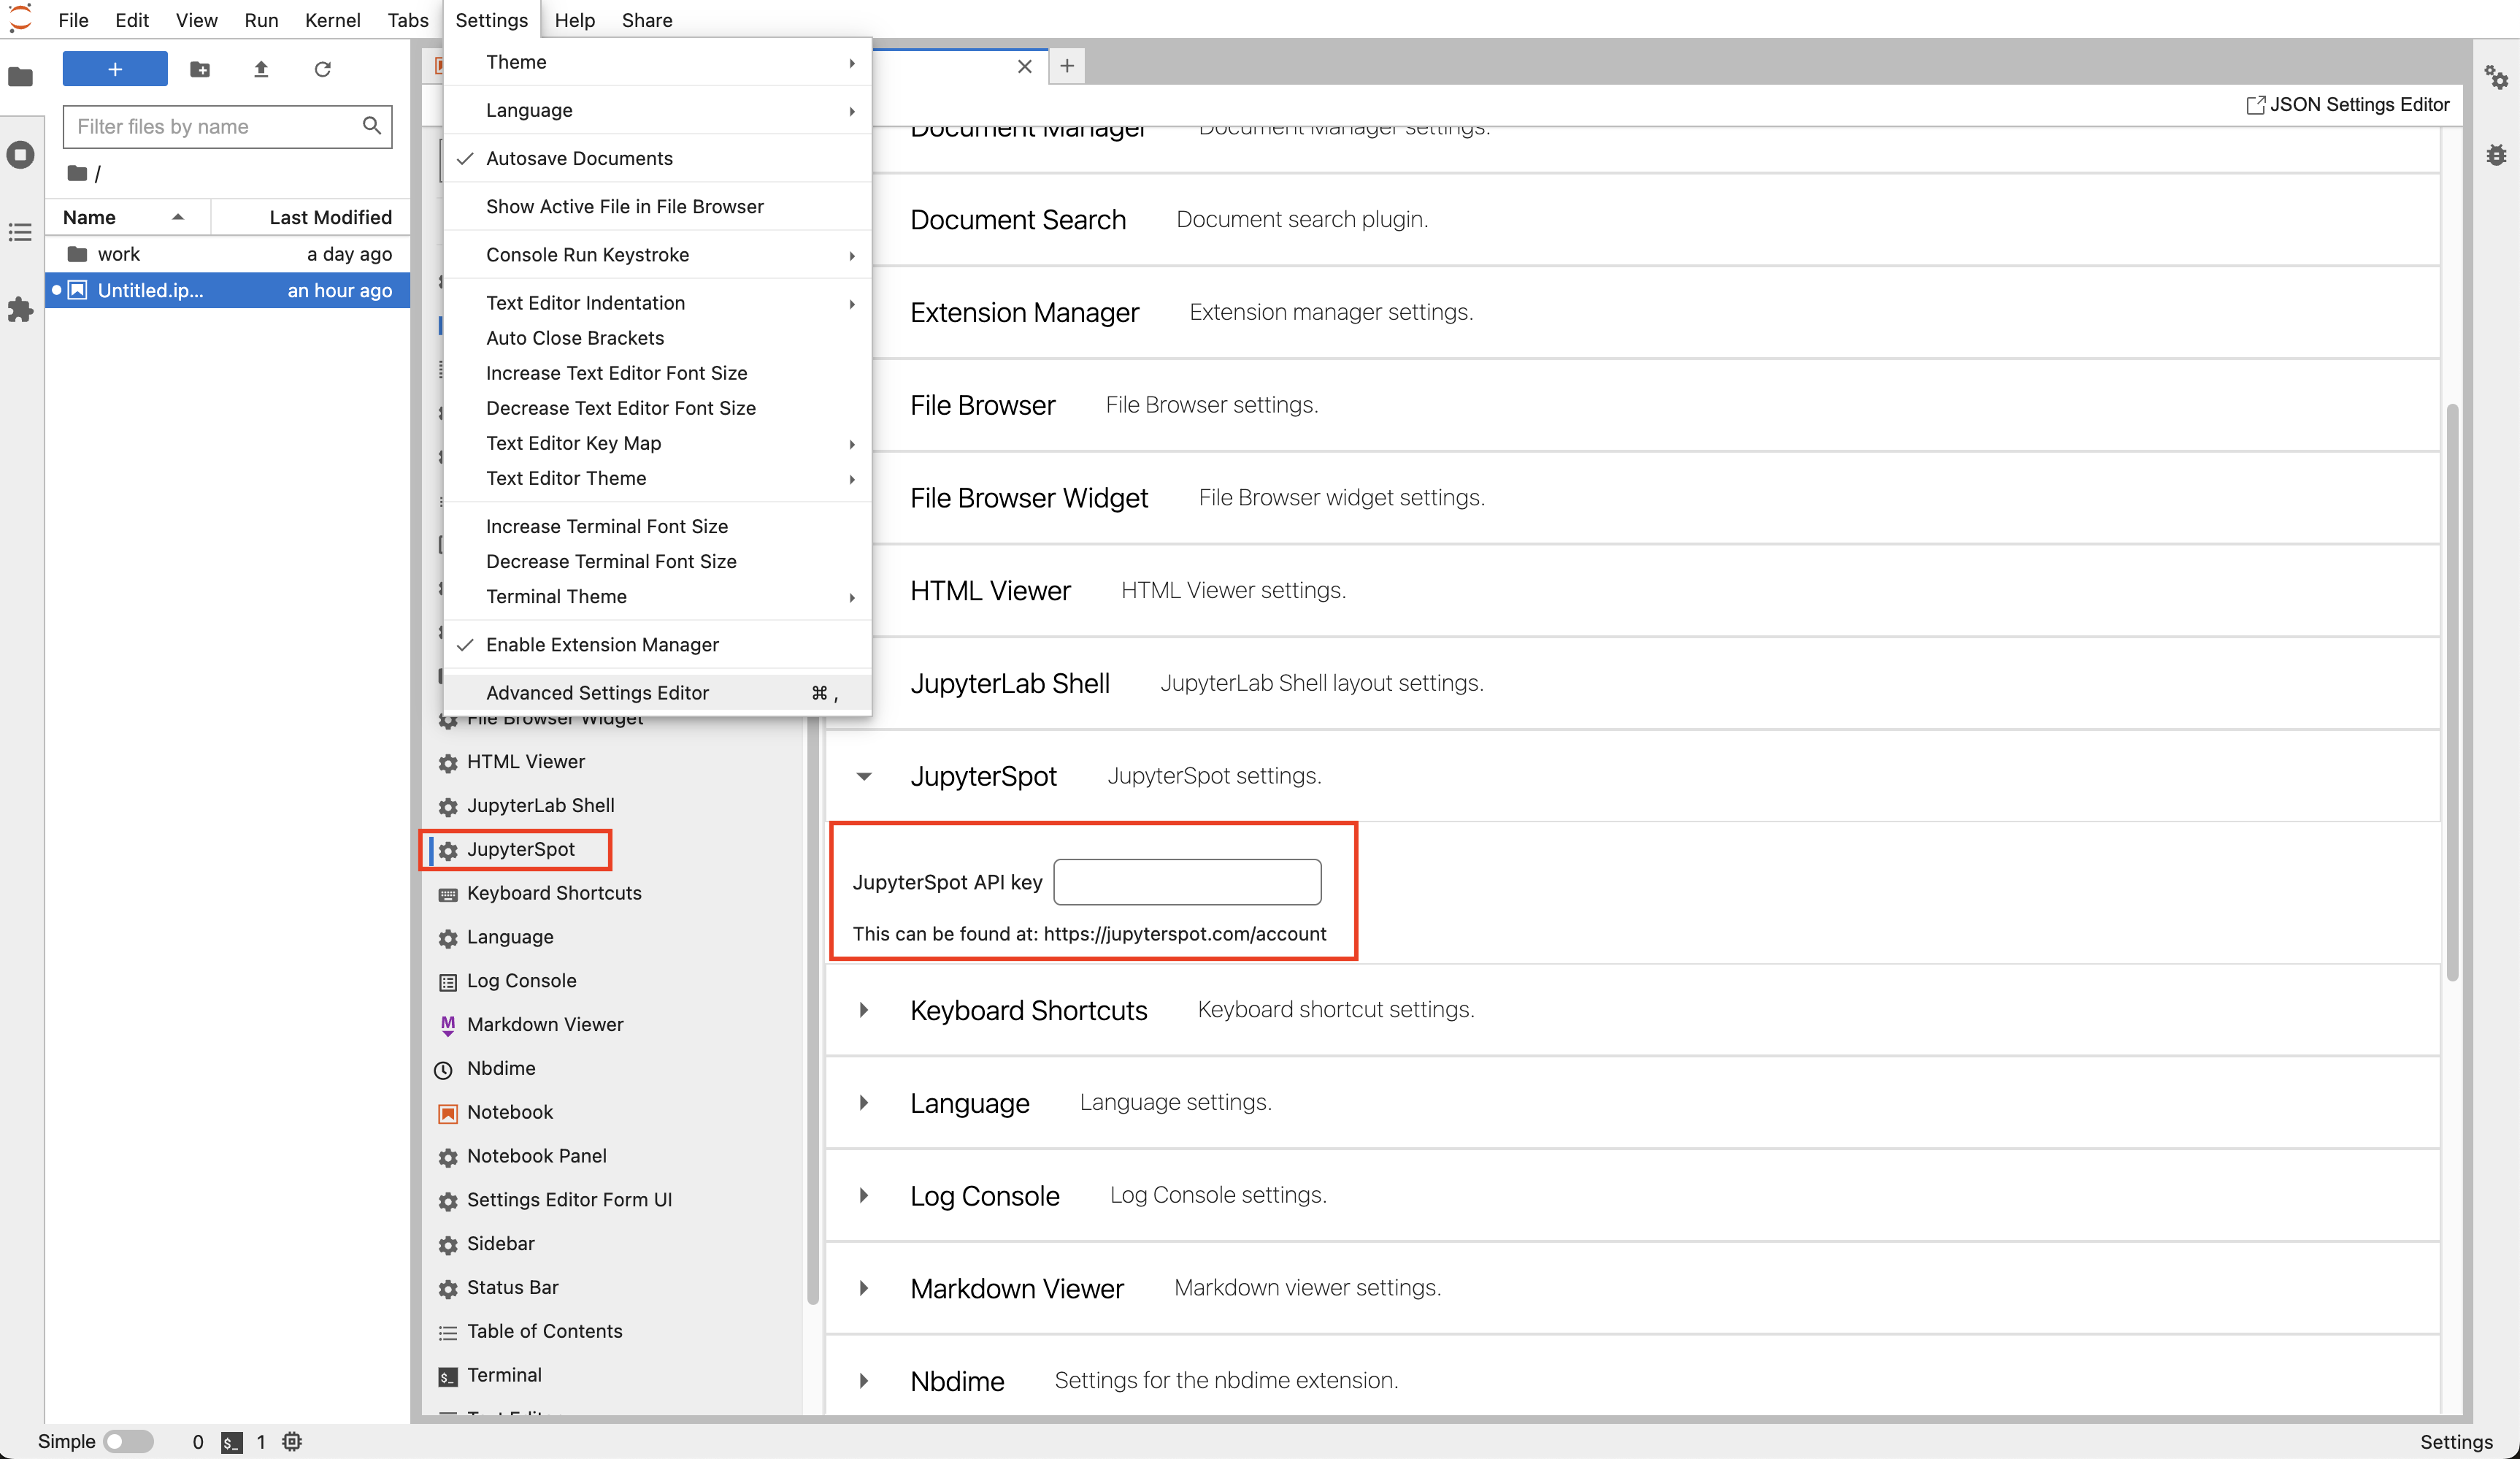 File Edit View Run Kernel Tabs Settings Help Share
+
Filter files by name
/
Name Last Modified
work a day ago
Untitled.ip... an hour ago
Theme
Language
Autosave Documents
Show Active File in File Browser
Console Run Keystroke
Text Editor Indentation
Auto Close Brackets
Increase Text Editor Font Size
Decrease Text Editor Font Size
Text Editor Key Map
Text Editor Theme
Increase Terminal Font Size
Decrease Terminal Font Size
Terminal Theme
Enable Extension Manager
Advanced Settings Editor ⌘ ,
File Browser Widget
HTML Viewer
JupyterLab Shell
JupyterSpot
Keyboard Shortcuts
Language
Log Console
Markdown Viewer
Nbdime
Notebook
Notebook Panel
Settings Editor Form UI
Sidebar
Status Bar
Table of Contents
Terminal
JSON Settings Editor
Document Manager Document Manager settings.
Document Search Document search plugin.
Extension Manager Extension manager settings.
File Browser File Browser settings.
File Browser Widget File Browser widget settings.
HTML Viewer HTML Viewer settings.
JupyterLab Shell JupyterLab Shell layout settings.
JupyterSpot JupyterSpot settings.
JupyterSpot API key
This can be found at: https://jupyterspot.com/account
Keyboard Shortcuts Keyboard shortcut settings.
Language Language settings.
Log Console Log Console settings.
Markdown Viewer Markdown viewer settings.
Nbdime Settings for the nbdime extension.
Simple 0 $_ 1 Settings